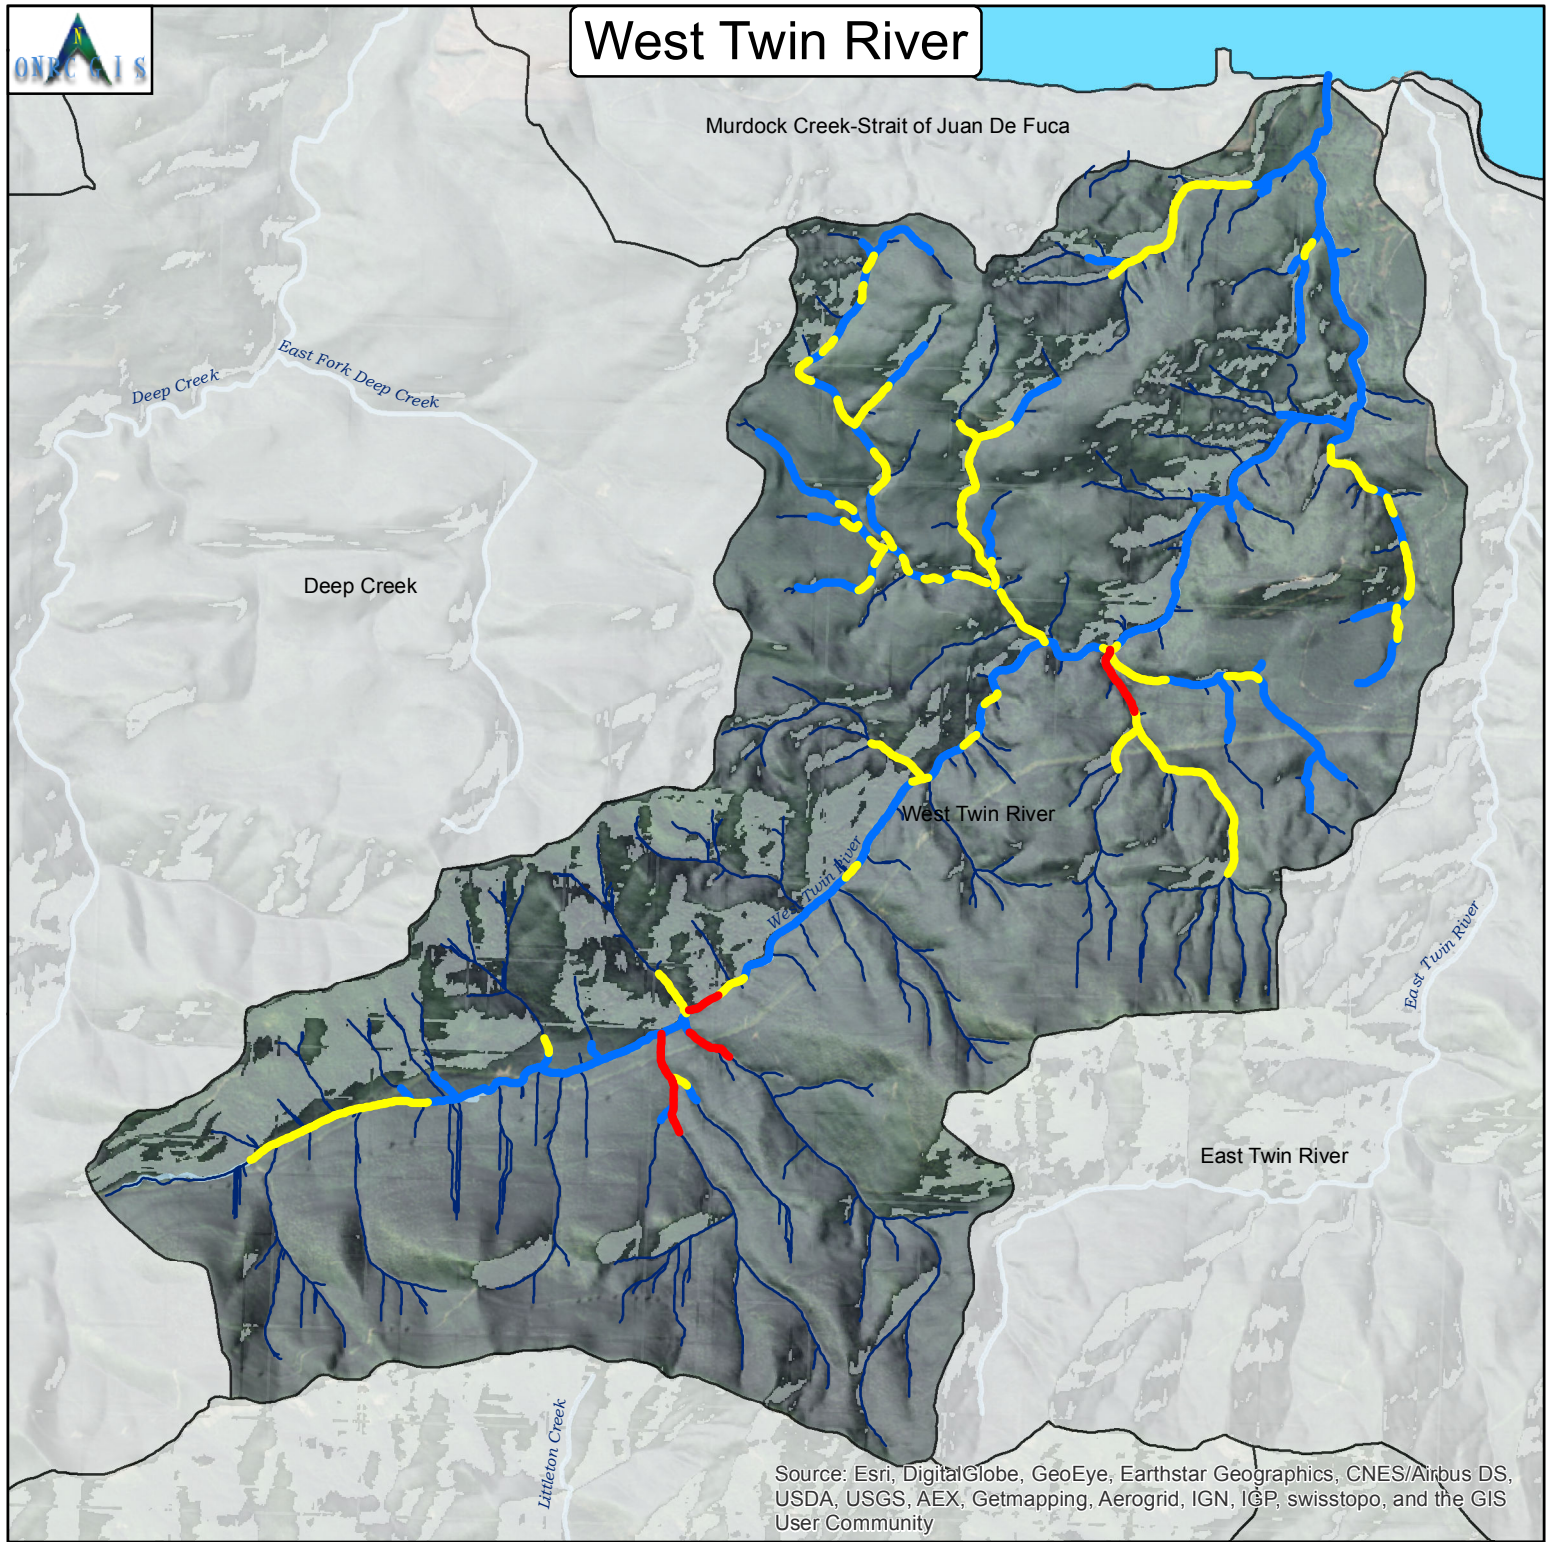 West Twin River
N
ONRC GIS
Murdock Creek-Strait of Juan De Fuca
East Fork Deep Creek
Deep Creek
Deep Creek
West Twin River
West Twin River
East Twin River
East Twin River
Littleton Creek
Source: Esri, DigitalGlobe, GeoEye, Earthstar Geographics, CNES/Airbus DS,
USDA, USGS, AEX, Getmapping, Aerogrid, IGN, IGP, swisstopo, and the GIS
User Community